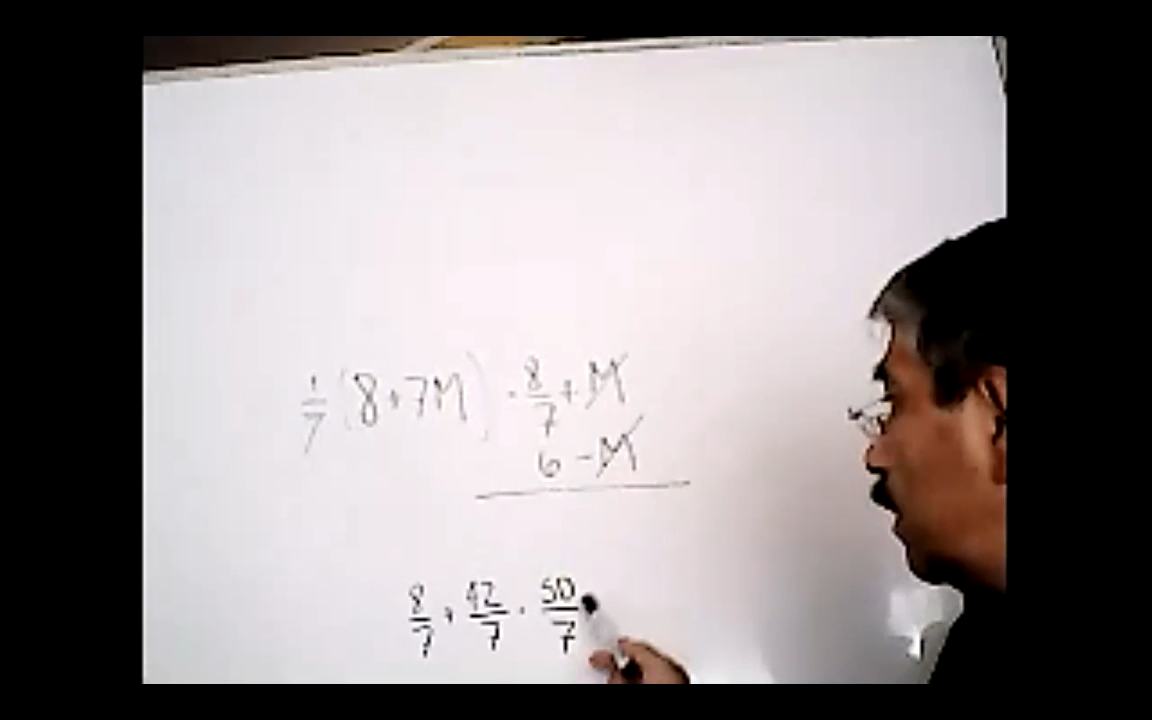 1/7 (8+7M) = 8/7 + M
6 - M
8/7 + 42/7 = 50/7